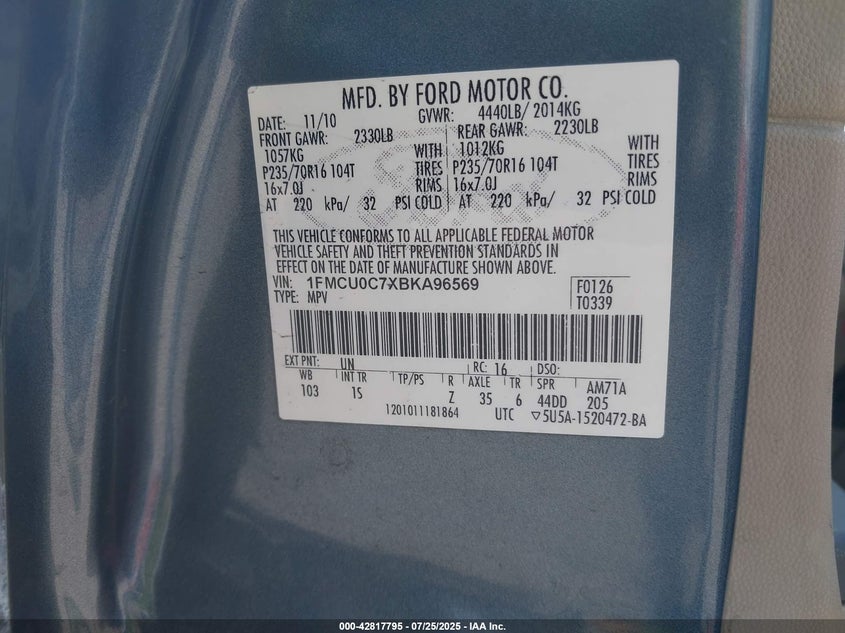 MFD. BY FORD MOTOR CO.
DATE: 11/10 GVWR: 4440LB/ 2014KG
FRONT GAWR: 2330LB REAR GAWR: 2230LB
1057KG WITH 1012KG WITH
P235/70R16 104T TIRES P235/70R16 104T TIRES
16x7.0J RIMS 16x7.0J RIMS
AT 220 kPa/ 32 PSI COLD AT 220 kPa/ 32 PSI COLD
THIS VEHICLE CONFORMS TO ALL APPLICABLE FEDERAL MOTOR
VEHICLE SAFETY AND THEFT PREVENTION STANDARDS IN
EFFECT ON THE DATE OF MANUFACTURE SHOWN ABOVE.
VIN: 1FMCU0C7XBKA96569 F0126
TYPE: MPV T0339
EXT PNT: UN RC: 16 DSO:
WB INT TR TP/PS R AXLE TR SPR AM71A
103 1S Z 35 6 44DD 205
1201011181864 UTC ▽5U5A-1520472-BA
000-42817795 - 07/25/2025 - IAA Inc.